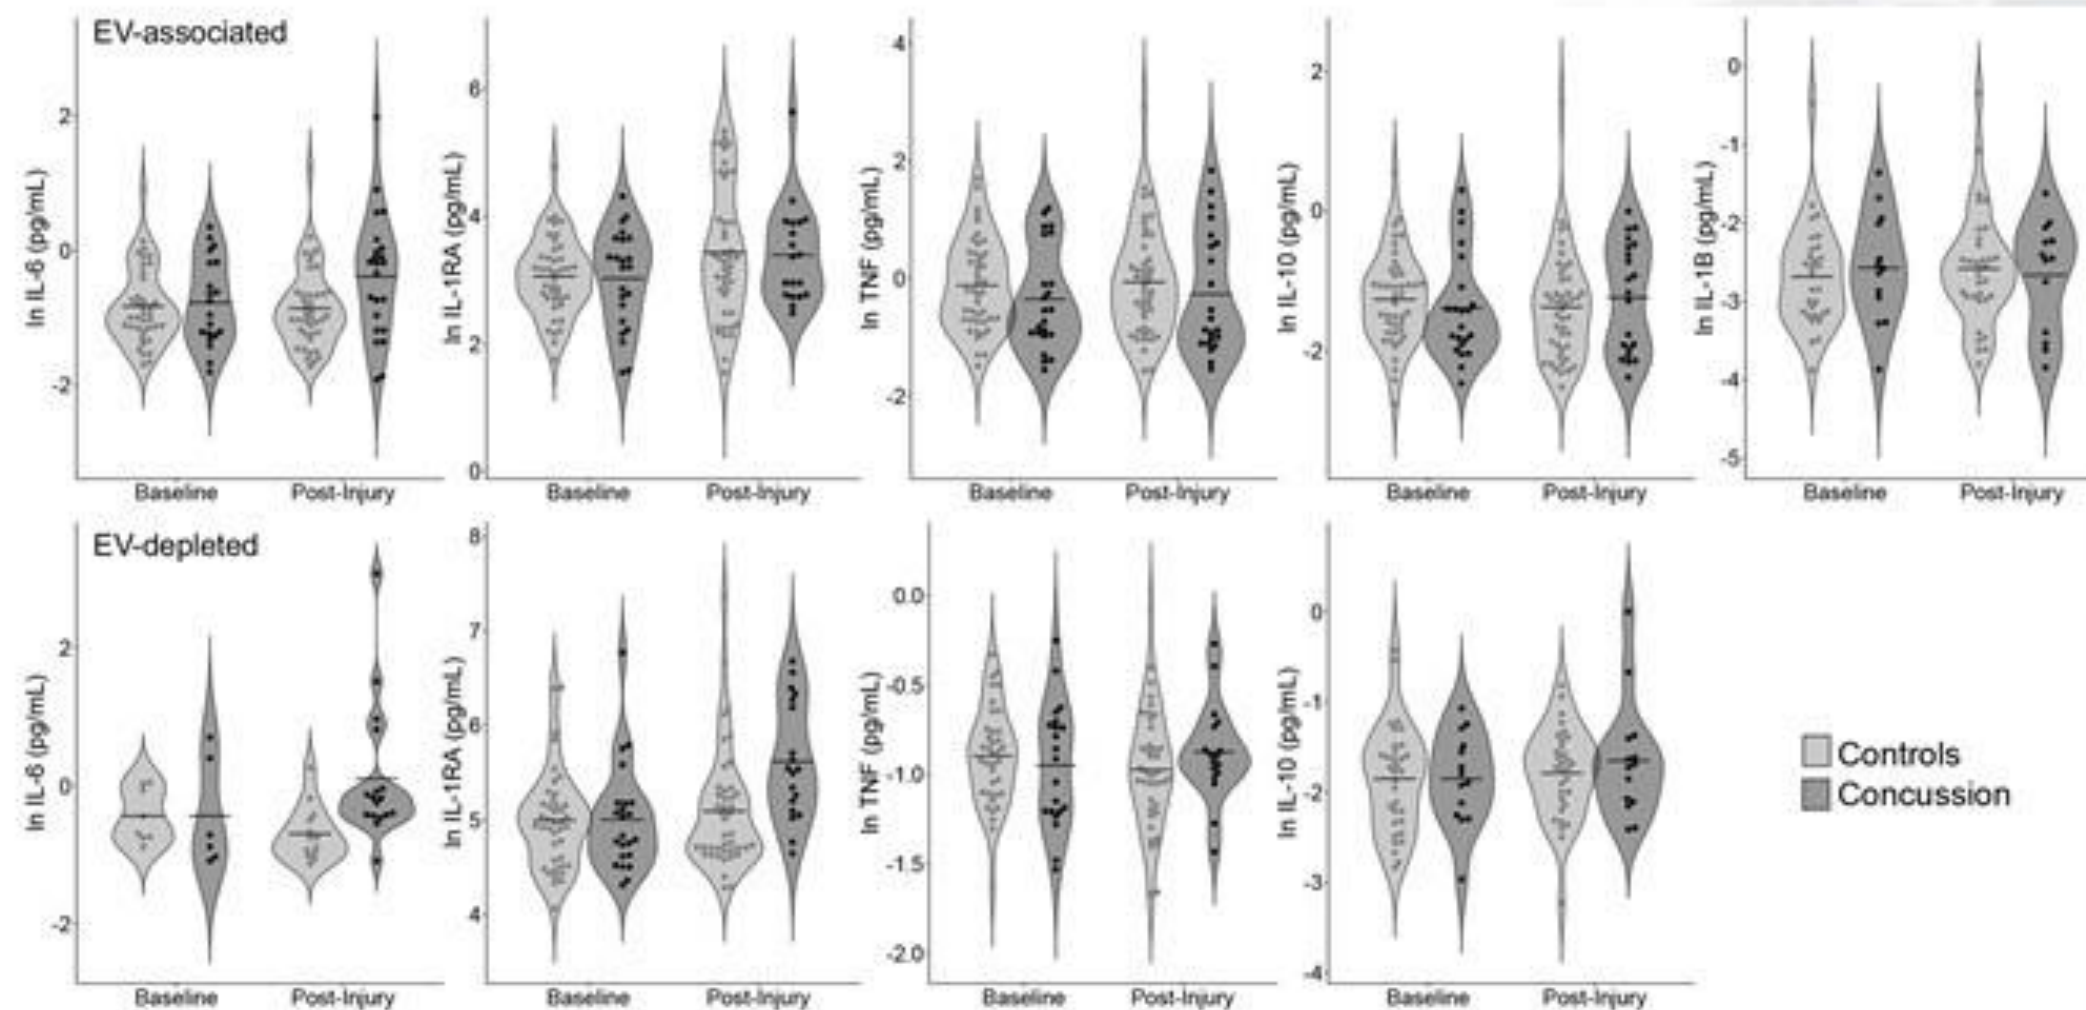 EV-associated
ln IL-6 (pg/mL)
2
0
-2
Baseline Post-Injury
ln IL-1RA (pg/mL)
6
4
2
0
Baseline Post-Injury
ln TNF (pg/mL)
4
2
0
-2
Baseline Post-Injury
ln IL-10 (pg/mL)
2
0
-2
Baseline Post-Injury
ln IL-1B (pg/mL)
0
-1
-2
-3
-4
-5
Baseline Post-Injury
EV-depleted
ln IL-6 (pg/mL)
2
0
-2
Baseline Post-Injury
ln IL-1RA (pg/mL)
8
7
6
5
4
Baseline Post-Injury
ln TNF (pg/mL)
0.0
-0.5
-1.0
-1.5
-2.0
Baseline Post-Injury
ln IL-10 (pg/mL)
0
-1
-2
-3
-4
Baseline Post-Injury
Controls
Concussion